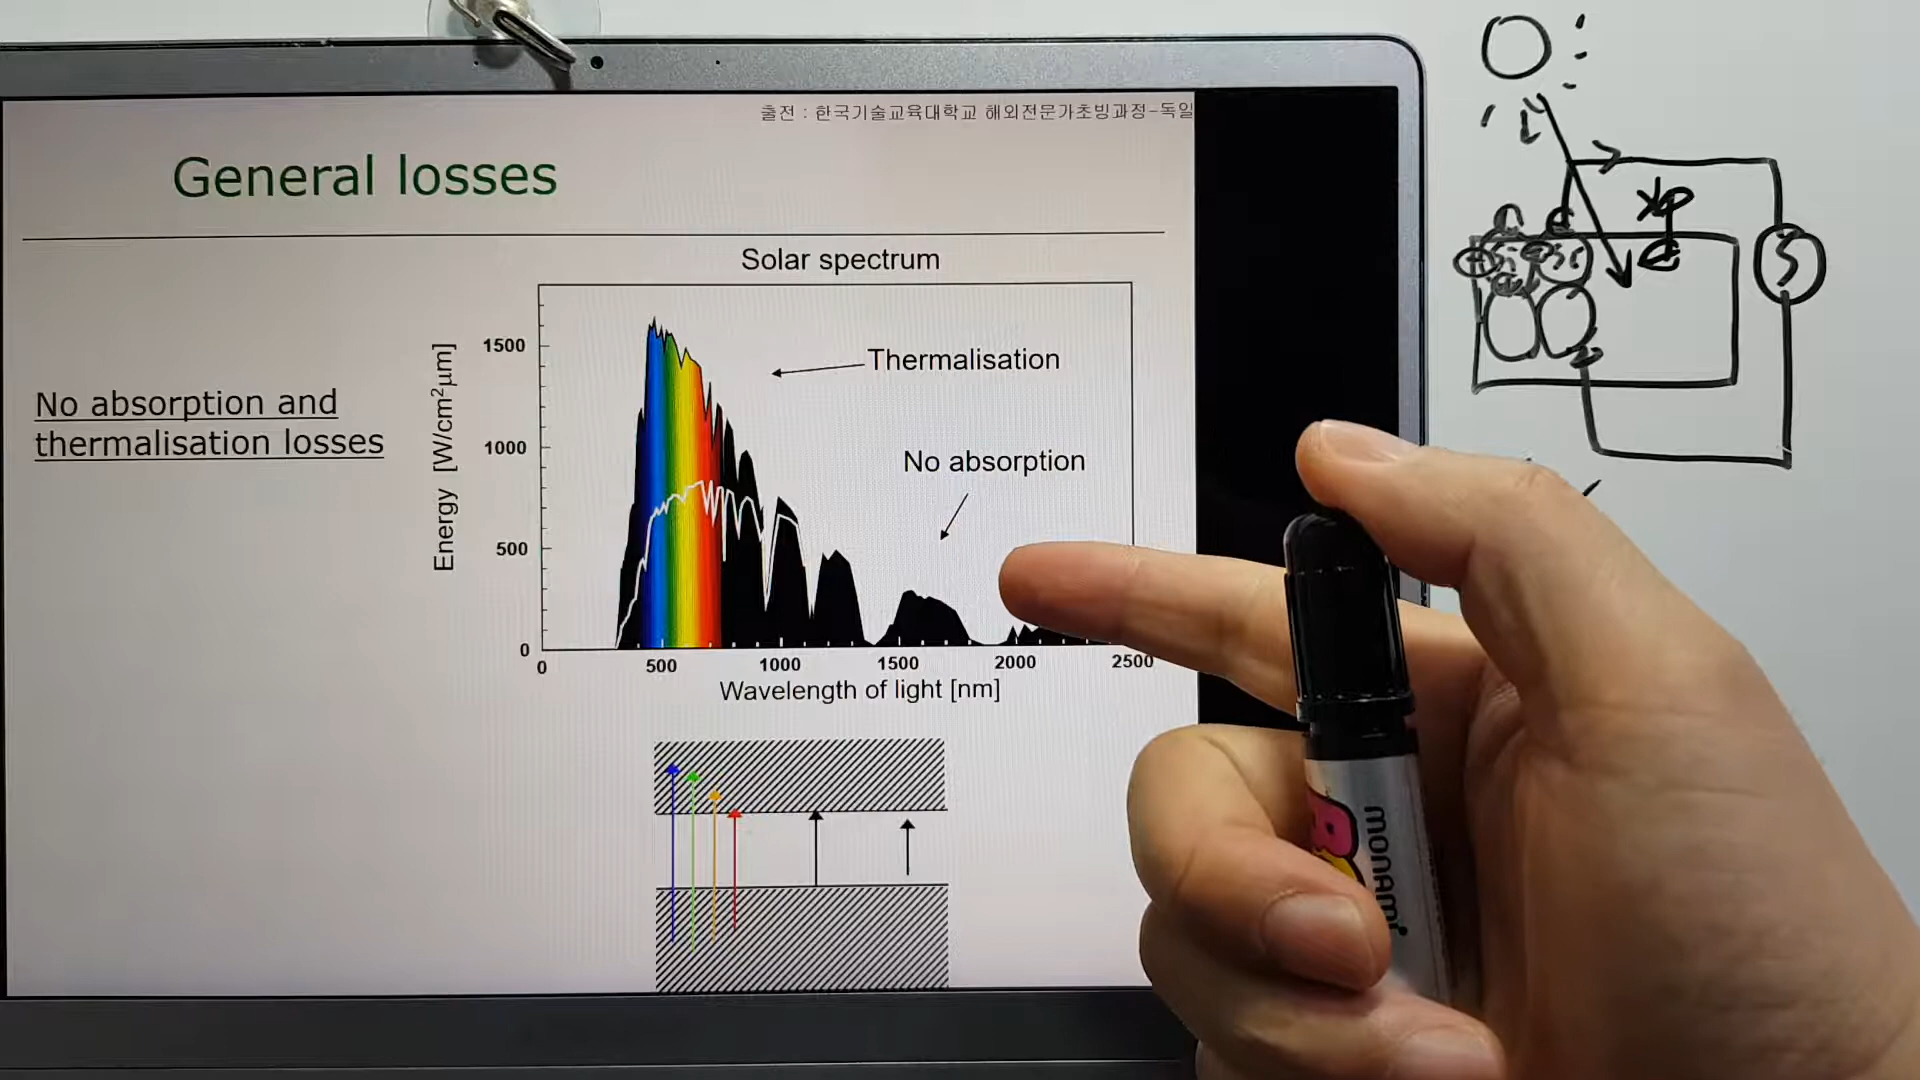 출전 : 한국기술교육대학교 해외전문가초빙과정-독일
General losses
Solar spectrum
No absorption and
thermalisation losses
Energy [W/cm²μm]
1500
1000
500
0
Thermalisation
No absorption
0
500
1000
1500
2000
2500
Wavelength of light [nm]
monami